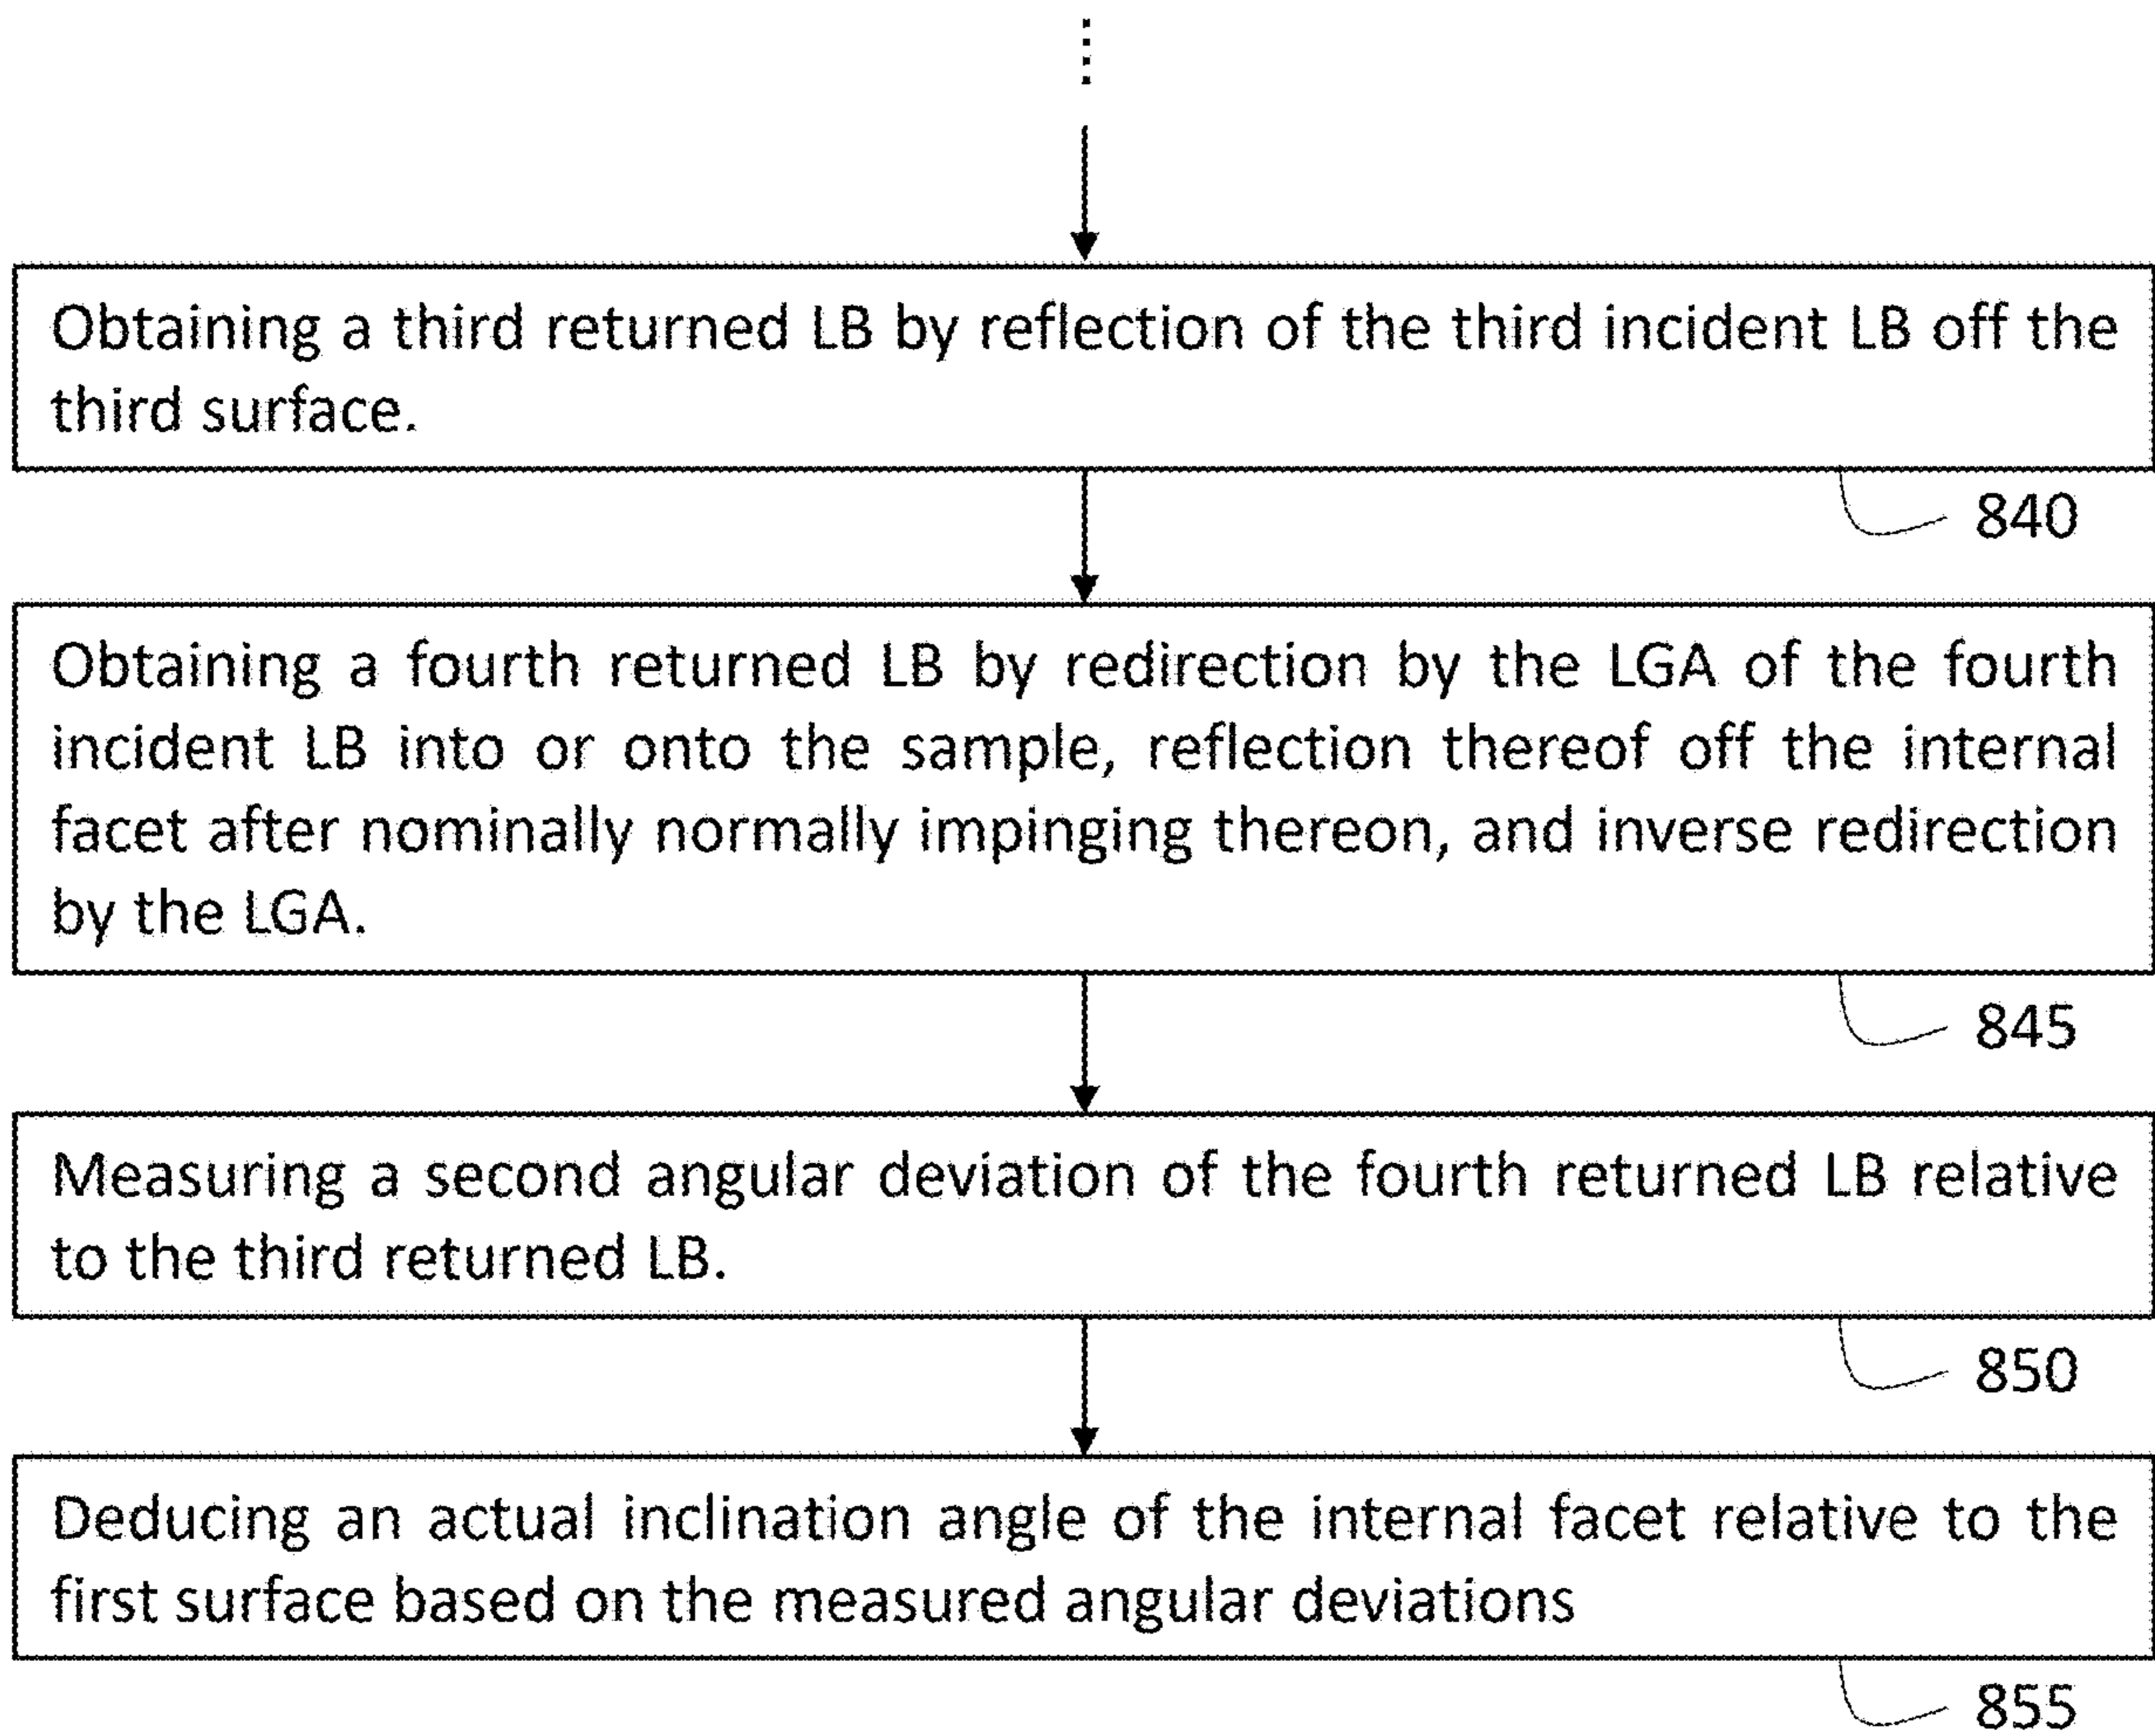 Obtaining a third returned LB by reflection of the third incident LB off the
third surface.
840
Obtaining a fourth returned LB by redirection by the LGA of the fourth
incident LB into or onto the sample, reflection thereof off the internal
facet after nominally normally impinging thereon, and inverse redirection
by the LGA.
845
Measuring a second angular deviation of the fourth returned LB relative
to the third returned LB.
850
Deducing an actual inclination angle of the internal facet relative to the
first surface based on the measured angular deviations
855